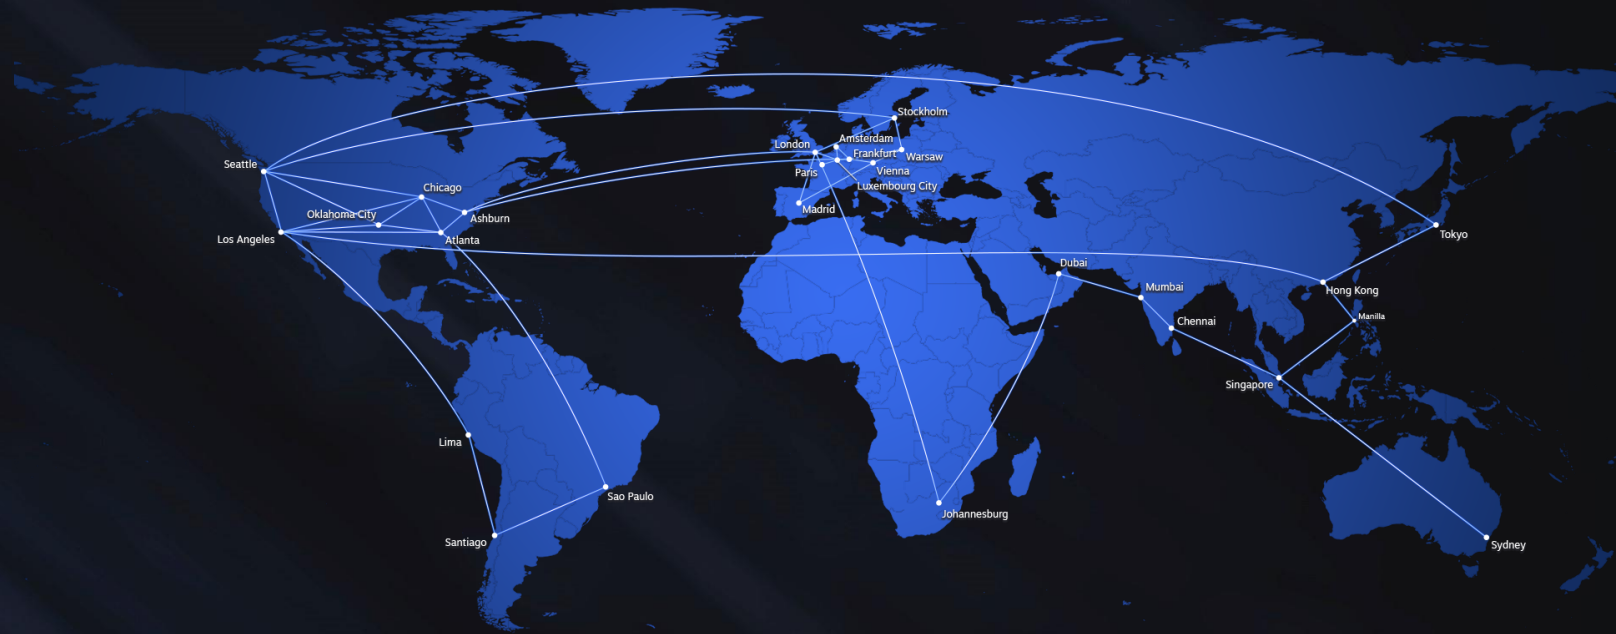 Stockholm
Amsterdam
London
Frankfurt
Warsaw
Seattle
Paris
Vienna
Luxembourg City
Chicago
Madrid
Oklahoma City
Ashburn
Los Angeles
Atlanta
Tokyo
Dubai
Mumbai
Hong Kong
Manilla
Chennai
Singapore
Lima
Sao Paulo
Johannesburg
Santiago
Sydney